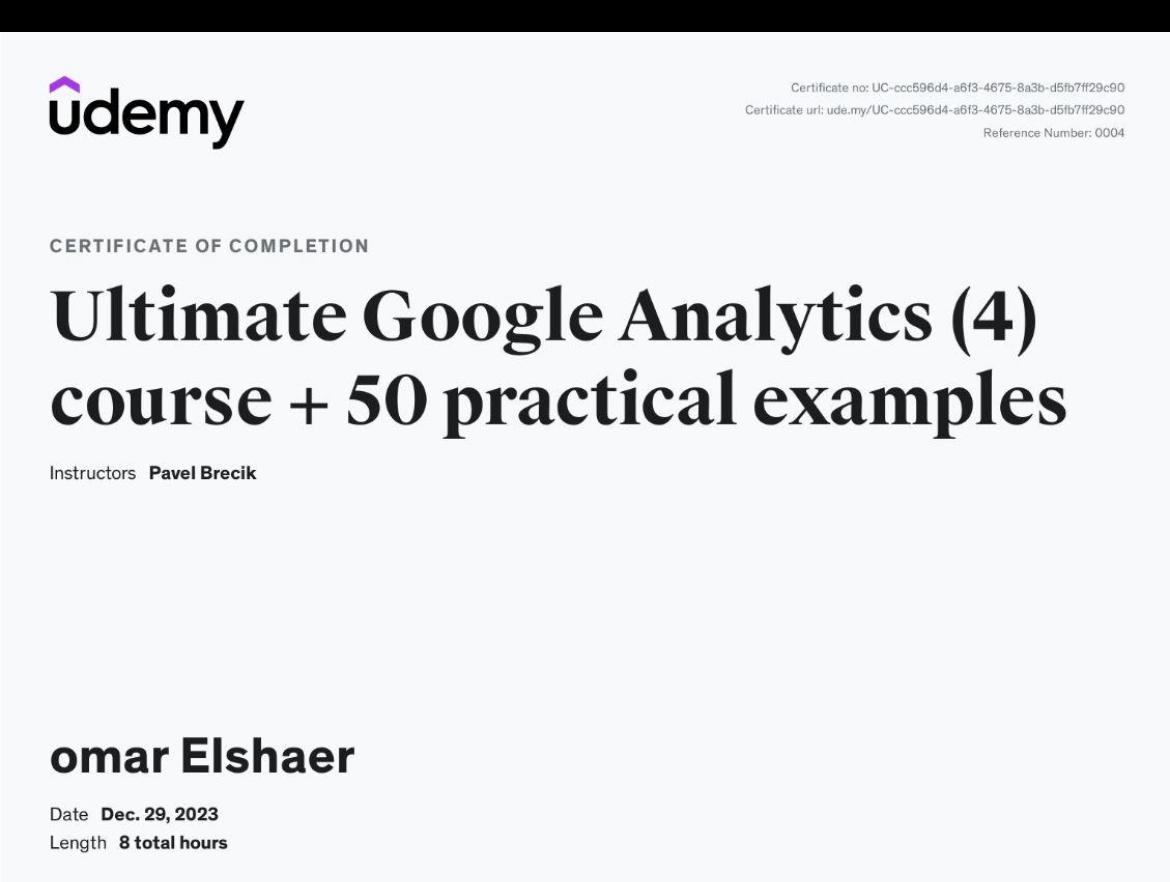 udemy
Certificate no: UC-ccc596d4-a6f3-4675-8a3b-d5fb7ff29c90
Certificate url: ude.my/UC-ccc596d4-a6f3-4675-8a3b-d5fb7ff29c90
Reference Number: 0004
CERTIFICATE OF COMPLETION
Ultimate Google Analytics (4)
course + 50 practical examples
Instructors Pavel Brecik
omar Elshaer
Date Dec. 29, 2023
Length 8 total hours